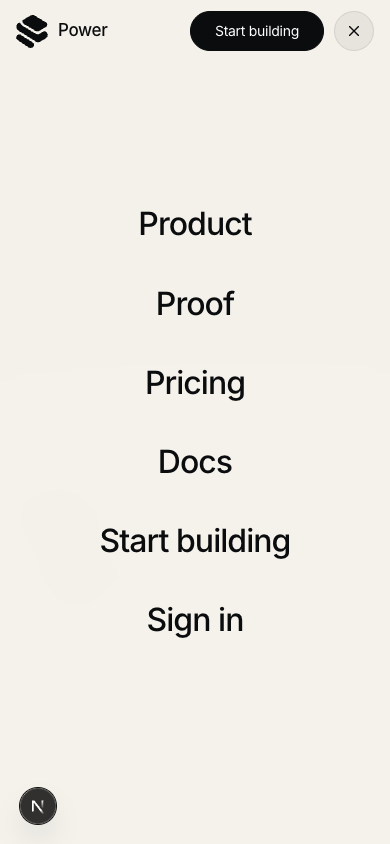 Power
Start building
Product
Proof
Pricing
Docs
Start building
Sign in
N